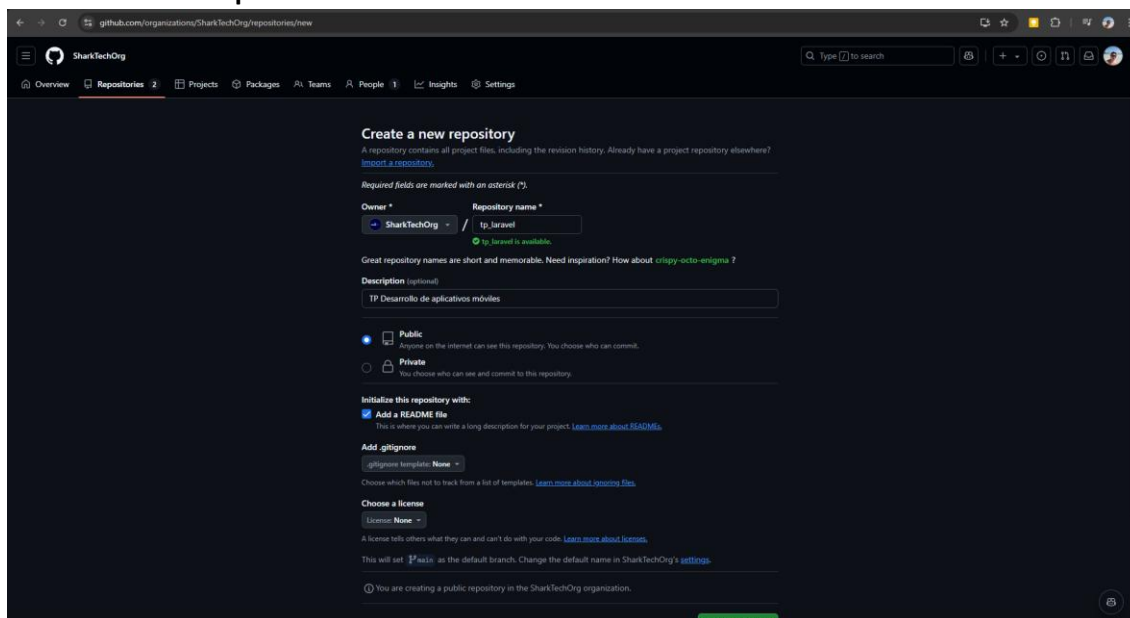 github.com/organizations/SharkTechOrg/repositories/new
SharkTechOrg
Type / to search
Overview Repositories 2 Projects Packages Teams People 1 Insights Settings
Create a new repository
A repository contains all project files, including the revision history. Already have a project repository elsewhere?
Import a repository.
Required fields are marked with an asterisk (*).
Owner * Repository name *
SharkTechOrg / tp_laravel
tp_laravel is available.
Great repository names are short and memorable. Need inspiration? How about crispy-octo-enigma ?
Description (optional)
TP Desarrollo de aplicativos móviles
Public
Anyone on the internet can see this repository. You choose who can commit.
Private
You choose who can see and commit to this repository.
Initialize this repository with:
Add a README file
This is where you can write a long description for your project. Learn more about READMEs.
Add .gitignore
.gitignore template: None
Choose which files not to track from a list of templates. Learn more about ignoring files.
Choose a license
License: None
A license tells others what they can and can't do with your code. Learn more about licenses.
This will set main as the default branch. Change the default name in SharkTechOrg's settings.
You are creating a public repository in the SharkTechOrg organization.